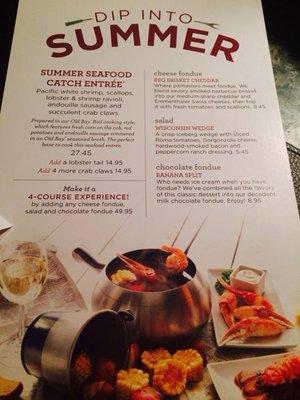 DIP INTO
SUMMER
SUMMER SEAFOOD
CATCH ENTRÉE
Pacific white shrimp, scallops,
lobster & shrimp ravioli,
andouille sausage and
succulent crab claws.
Prepared in our Old Bay® Boil cooking style,
which features fresh corn on the cob, red
potatoes and andouille sausage simmered
in an Old Bay® seasoned broth. The perfect
base to cook this seafood entrée.
27.45
Add a lobster tail 14.95
Add 4 more crab claws 14.95
Make it a
4-COURSE EXPERIENCE!
by adding any cheese fondue,
salad and chocolate fondue 49.95
cheese fondue
BBQ BRISKET CHEDDAR
Where pitmasters meet fondue. We
blend savory smoked barbecue brisket
into our medium-sharp cheddar and
Emmenthaler Swiss cheeses, then top
it with fresh tomatoes and scallions. 9.45
salad
WISCONSIN WEDGE
A crisp iceberg wedge with sliced
Roma tomatoes, Gorgonzola cheese,
hardwood-smoked bacon and
peppercorn ranch dressing. 5.45
chocolate fondue
BANANA SPLIT
Who needs ice cream when you have
fondue? We've combined all the flavors
of this classic dessert into our decadent
milk chocolate fondue. Enjoy! 8.95